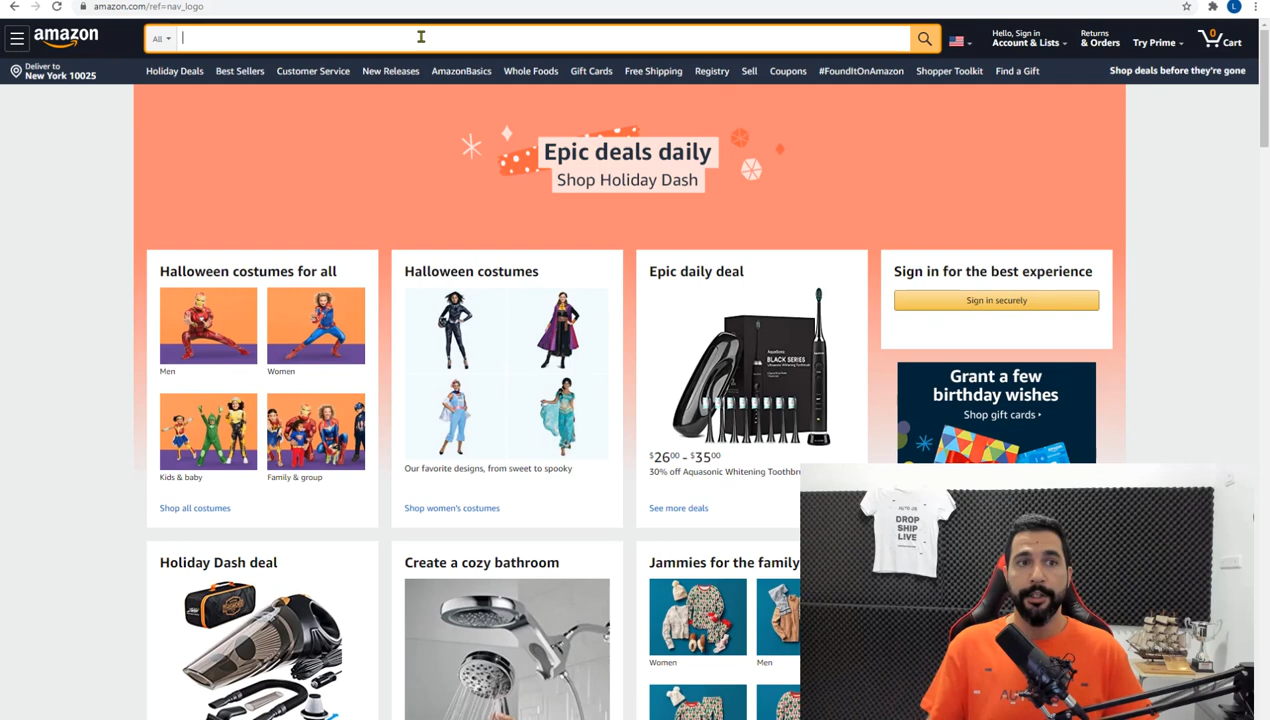 amazon.com/ref=nav_logo
L
amazon
All
Hello, Sign in
Account & Lists
Returns
& Orders
Try Prime
0
Cart
Deliver to
New York 10025
Holiday Deals Best Sellers Customer Service New Releases AmazonBasics Whole Foods Gift Cards Free Shipping Registry Sell Coupons #FoundItOnAmazon Shopper Toolkit Find a Gift
Shop deals before they're gone
Epic deals daily
Shop Holiday Dash
Halloween costumes for all
Men
Women
Kids & baby
Family & group
Shop all costumes
Halloween costumes
Our favorite designs, from sweet to spooky
Shop women's costumes
Epic daily deal
BLACK SERIES
$2600 - $3500
30% off Aquasonic Whitening Toothbr
See more deals
Sign in for the best experience
Sign in securely
Grant a few
birthday wishes
Shop gift cards
Holiday Dash deal
Create a cozy bathroom
Jammies for the family
Women
Men
DROP
SHIP
LIVE